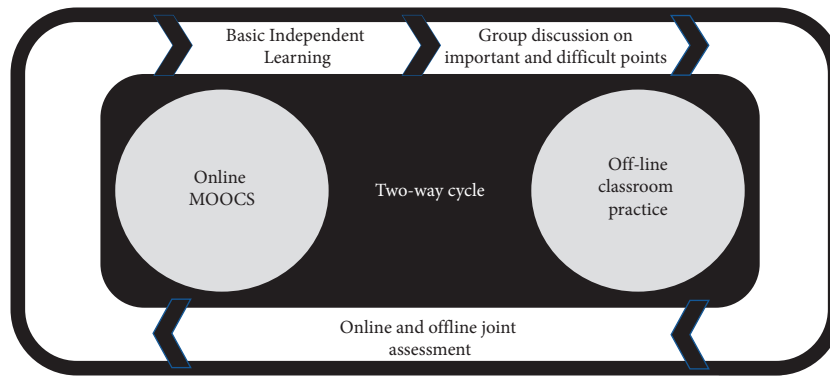 Basic Independent
Learning
Group discussion on
important and difficult points
Online
MOOCS
Two-way cycle
Off-line
classroom
practice
Online and offline joint
assessment